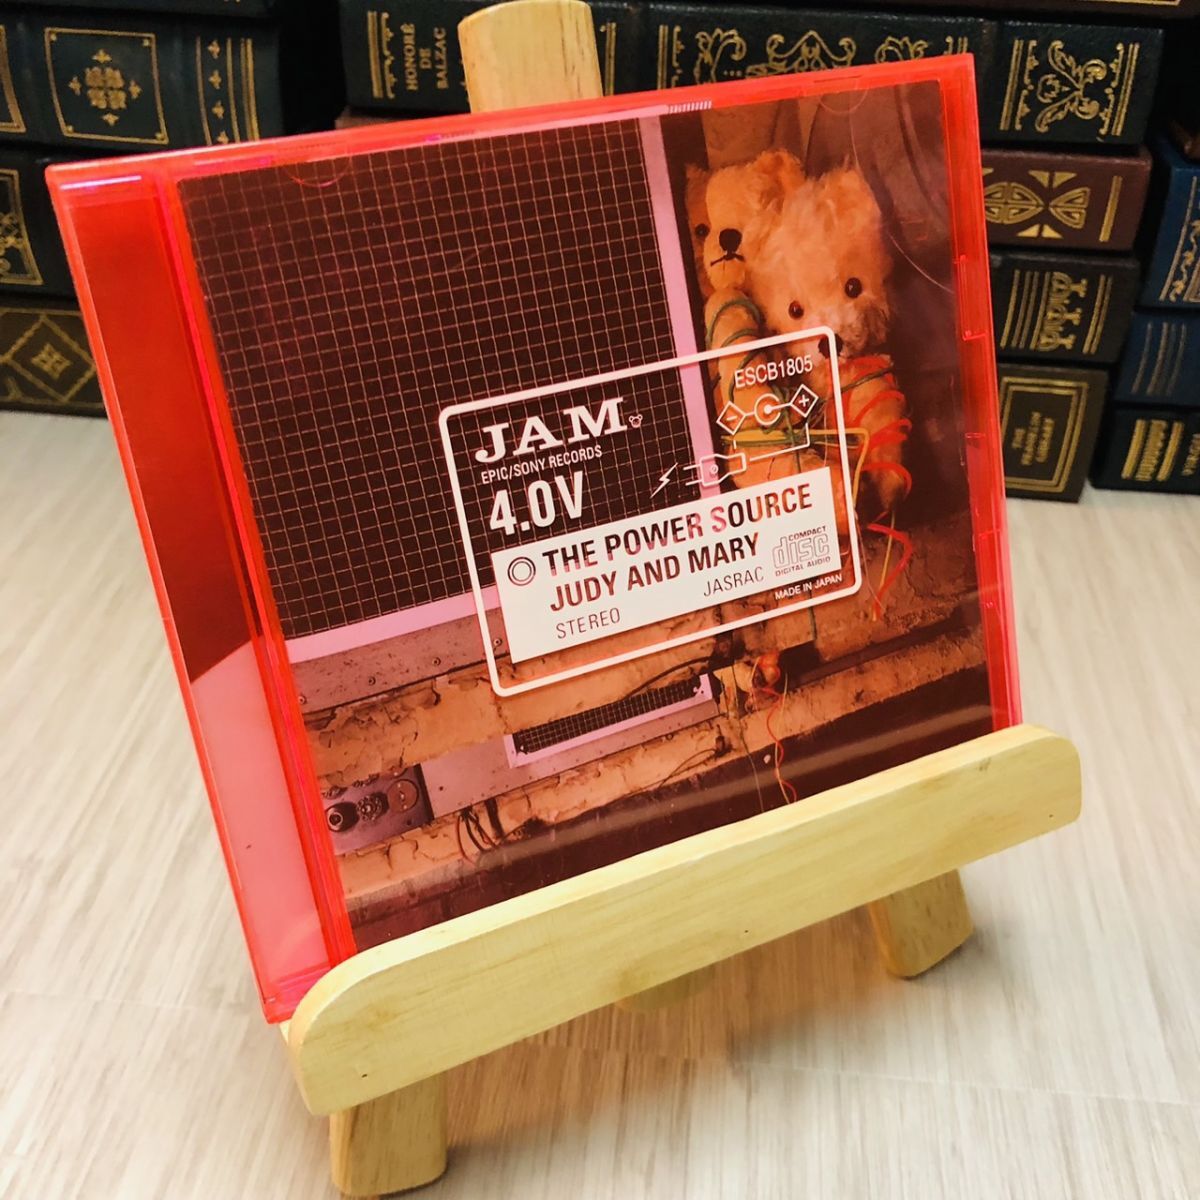 HONORÉ
DE
BALZAC
ESCB1805
JAM
EPIC/SONY RECORDS
4.0V
THE POWER SOURCE
JUDY AND MARY
STEREO
JASRAC
COMPACT
disc
DIGITAL AUDIO
MADE IN JAPAN